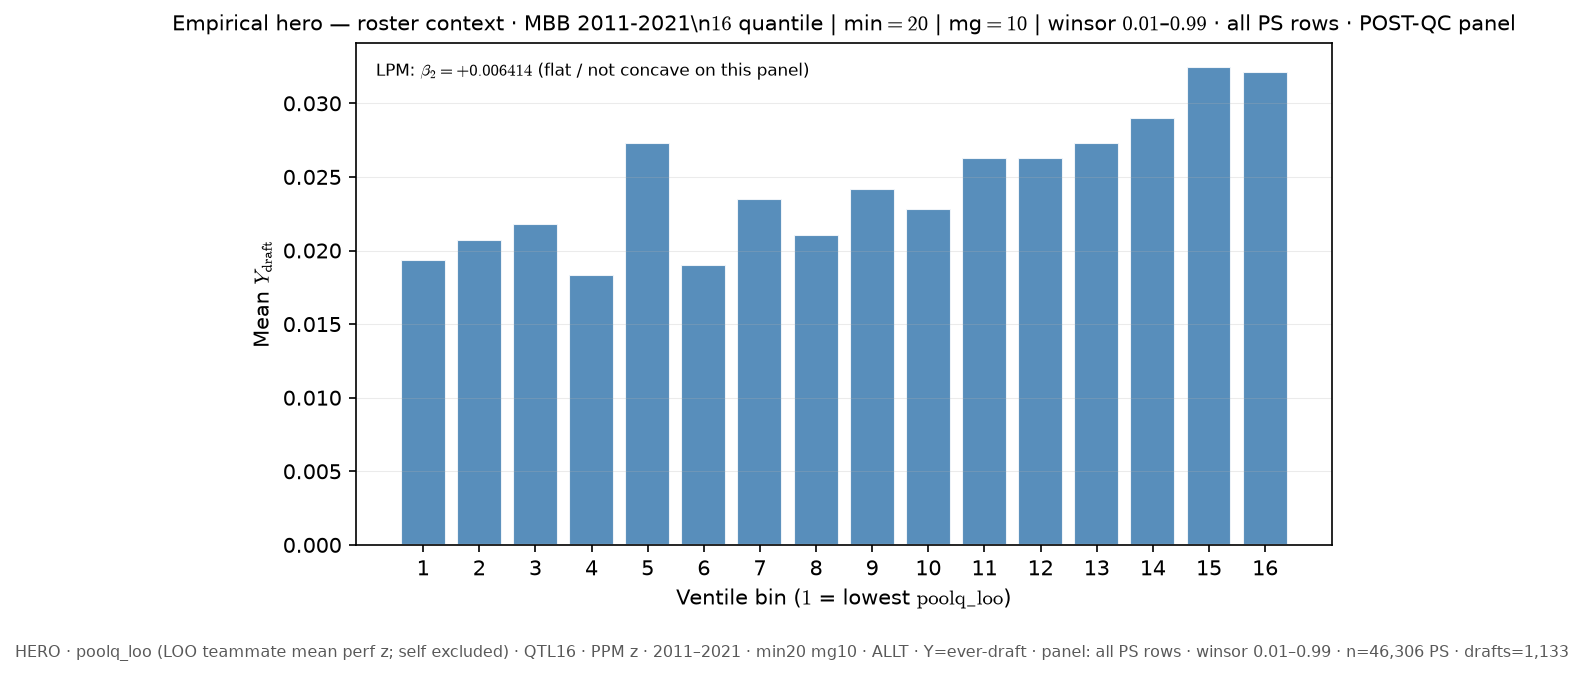 Empirical hero — roster context · MBB 2011-2021\n16 quantile | min = 20 | mg = 10 | winsor 0.01–0.99 · all PS rows · POST-QC panel
LPM: β₂ = +0.006414 (flat / not concave on this panel)
Mean Y_draft
0.030
0.025
0.020
0.015
0.010
0.005
0.000
1 2 3 4 5 6 7 8 9 10 11 12 13 14 15 16
Ventile bin (1 = lowest poolq_loo)
HERO · poolq_loo (LOO teammate mean perf z; self excluded) · QTL16 · PPM z · 2011–2021 · min20 mg10 · ALLT · Y=ever-draft · panel: all PS rows · winsor 0.01–0.99 · n=46,306 PS · drafts=1,133